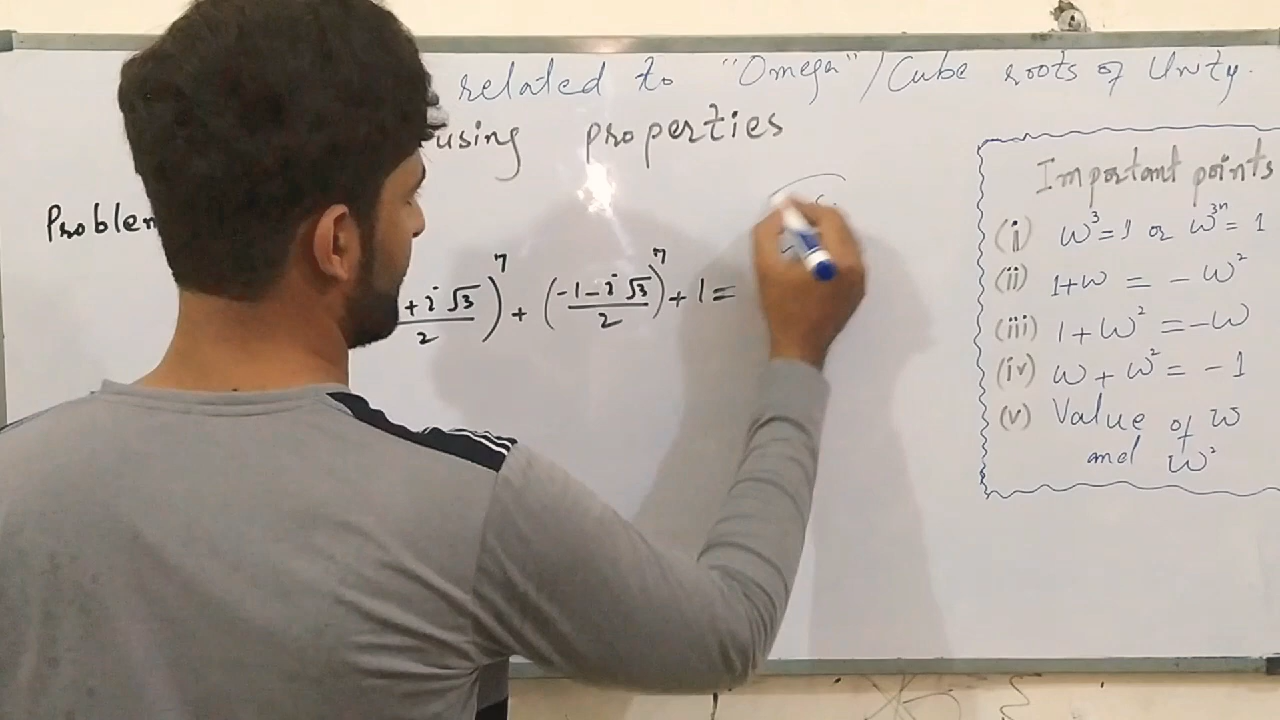 related to "Omega"/Cube roots of Unity.
using properties
Problem
+ i √3 / 2)⁷ + (-1 - i √3 / 2)⁷ + 1 =
Important points
(i) ω³ = 1 or ω³ⁿ = 1
(ii) 1 + ω = - ω²
(iii) 1 + ω² = - ω
(iv) ω + ω² = - 1
(v) Value of ω
and ω²